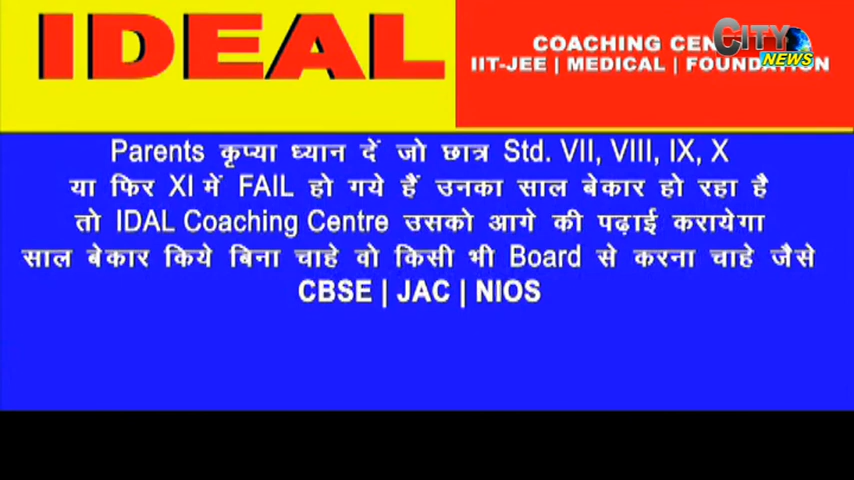 IDEAL
COACHING CEN
IIT-JEE | MEDICAL | FOUNDATION
CITY
NEWS
Parents कृप्या ध्यान दें जो छात्र Std. VII, VIII, IX, X
या फिर XI में FAIL हो गये हैं उनका साल बेकार हो रहा है
तो IDAL Coaching Centre उसको आगे की पढ़ाई करायेगा
साल बेकार किये बिना चाहे वो किसी भी Board से करना चाहे जैसे
CBSE | JAC | NIOS